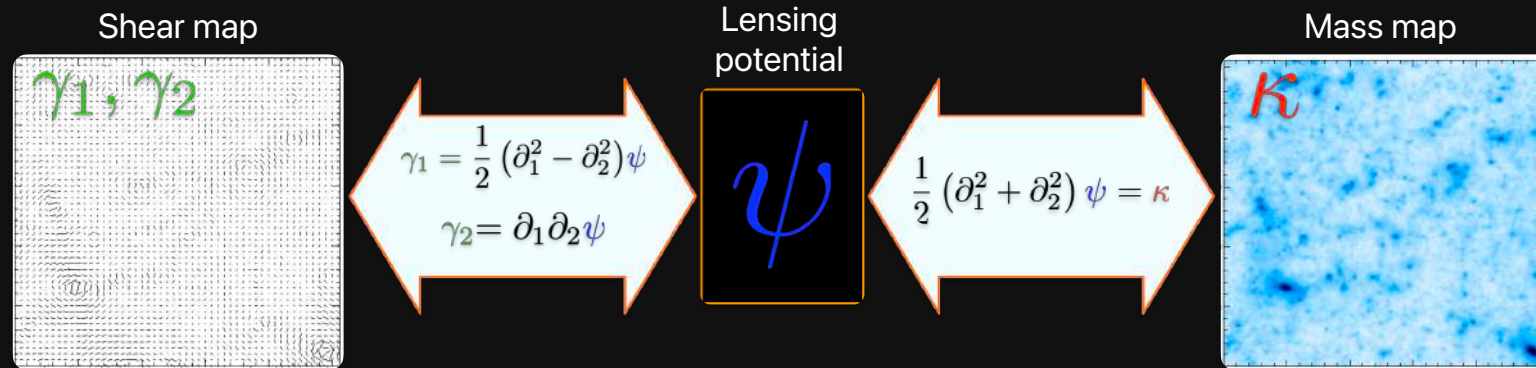 Shear map
γ₁, γ₂
γ₁ = 1/2 (∂₁² − ∂₂²)ψ
γ₂= ∂₁∂₂ψ
Lensing
potential
ψ
1/2 (∂₁² + ∂₂²) ψ = κ
Mass map
κ